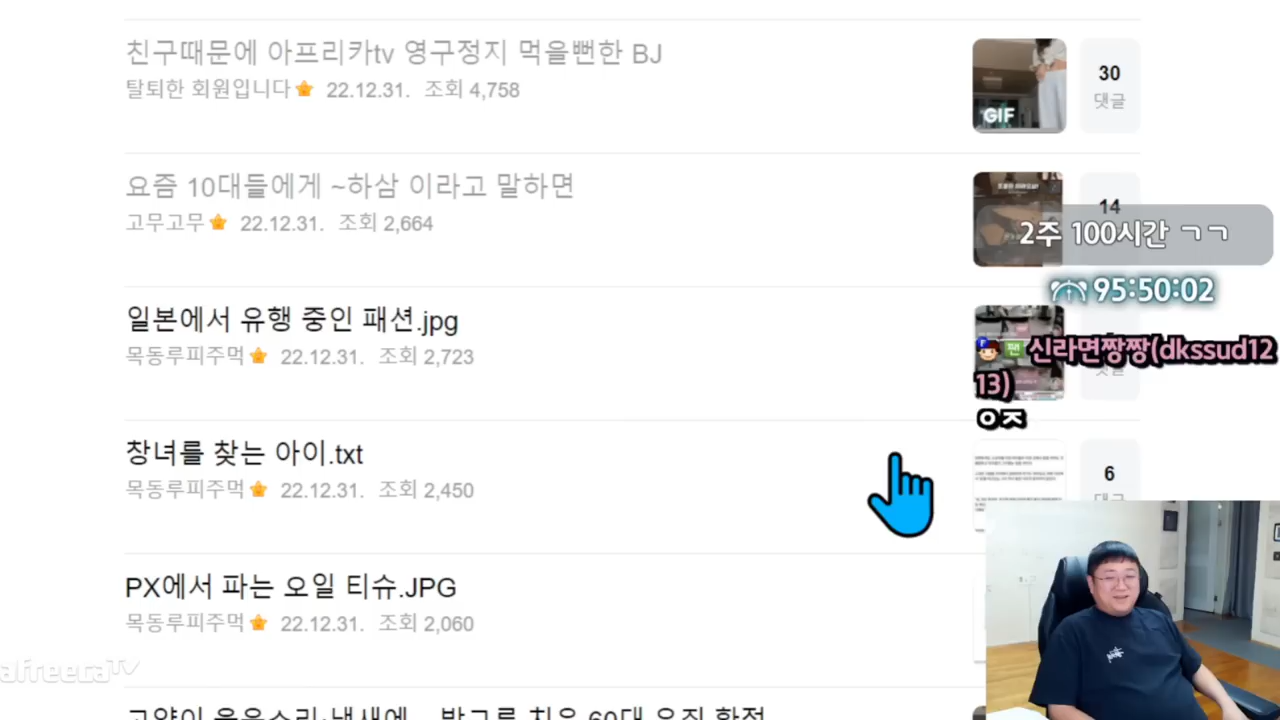 친구때문에 아프리카tv 영구정지 먹을뻔한 BJ
탈퇴한 회원입니다 22.12.31. 조회 4,758
GIF
30
댓글
요즘 10대들에게 ~하삼 이라고 말하면
고무고무 22.12.31. 조회 2,664
14
2주 100시간 ㄱㄱ
95:50:02
일본에서 유행 중인 패션.jpg
목동루피주먹 22.12.31. 조회 2,723
팬 신라면짱짱(dkssud12
13)
ㅇㅈ
창녀를 찾는 아이.txt
목동루피주먹 22.12.31. 조회 2,450
6
댓글
PX에서 파는 오일 티슈.JPG
목동루피주먹 22.12.31. 조회 2,060
afreecaTV